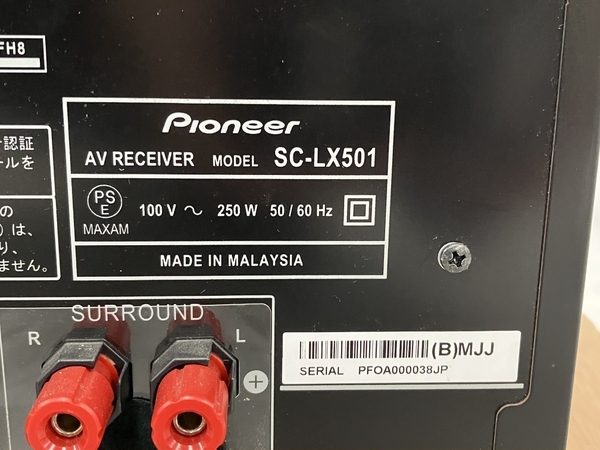 FH8
Pioneer
AV RECEIVER MODEL SC-LX501
PS
E
MAXAM
100 V ～ 250 W 50 / 60 Hz
MADE IN MALAYSIA
認証
ールを
の
）は、
り、
ません。
SURROUND
R L
(B)MJJ
SERIAL PFOA000038JP